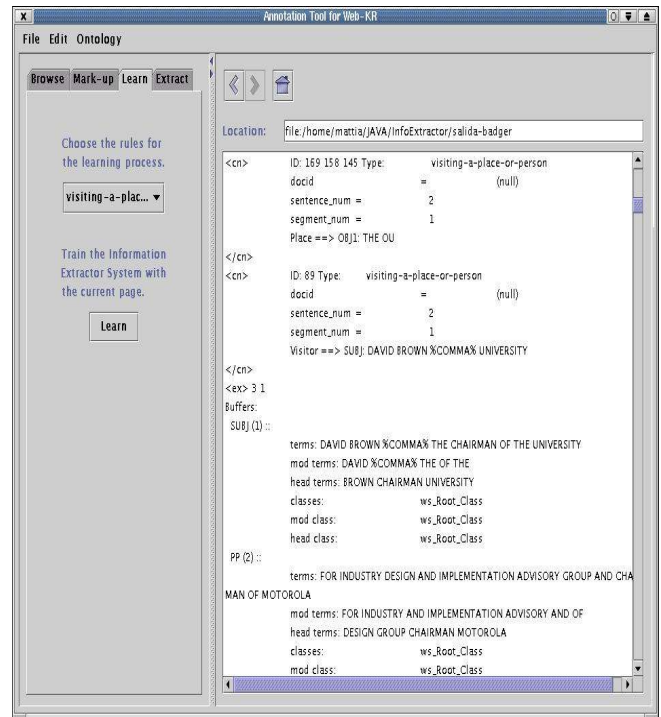 Annotation Tool for Web-KR
File Edit Ontology
Browse Mark-up Learn Extract
Choose the rules for
the learning process.
visiting-a-plac...
Train the Information
Extractor System with
the current page.
Learn
Location: file:/home/mattia/JAVA/InfoExtractor/salida-badger
<cn> ID: 169 158 145 Type: visiting-a-place-or-person
docid = (null)
sentence_num = 2
segment_num = 1
Place ==> OBJ1: THE OU
</cn>
<cn> ID: 89 Type: visiting-a-place-or-person
docid = (null)
sentence_num = 2
segment_num = 1
Visitor ==> SUBJ: DAVID BROWN %COMMA% UNIVERSITY
</cn>
<ex> 3 1
Buffers:
SUBJ (1) ::
terms: DAVID BROWN %COMMA% THE CHAIRMAN OF THE UNIVERSITY
mod terms: DAVID %COMMA% THE OF THE
head terms: BROWN CHAIRMAN UNIVERSITY
classes: ws_Root_Class
mod class: ws_Root_Class
head class: ws_Root_Class
PP (2) ::
terms: FOR INDUSTRY DESIGN AND IMPLEMENTATION ADVISORY GROUP AND CHA
MAN OF MOTOROLA
mod terms: FOR INDUSTRY AND IMPLEMENTATION ADVISORY AND OF
head terms: DESIGN GROUP CHAIRMAN MOTOROLA
classes: ws_Root_Class
mod class: ws_Root_Class